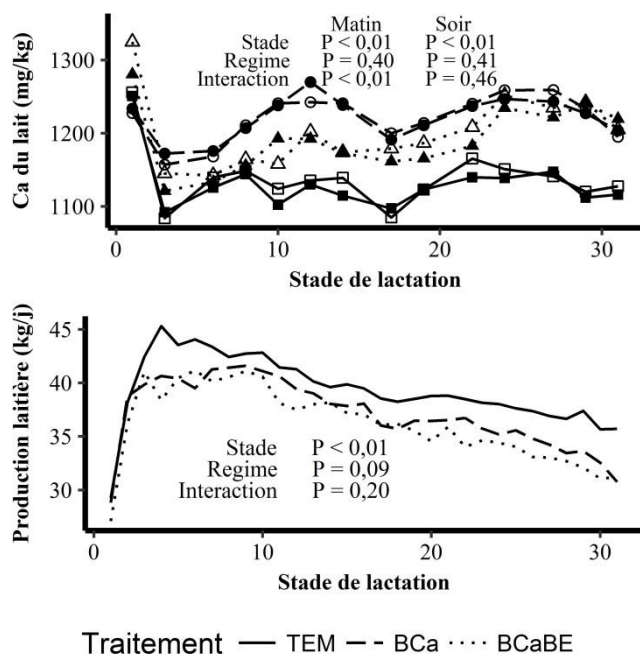 Matin Soir
Stade P < 0,01 P < 0,01
Regime P = 0,40 P = 0,41
Interaction P < 0,01 P = 0,46
Ca du lait (mg/kg)
1300
1200
1100
0 10 20 30
Stade de lactation
Production laitière (kg/j)
45
40
35
30
Stade P < 0,01
Regime P = 0,09
Interaction P = 0,20
0 10 20 30
Stade de lactation
Traitement TEM BCa BCaBE